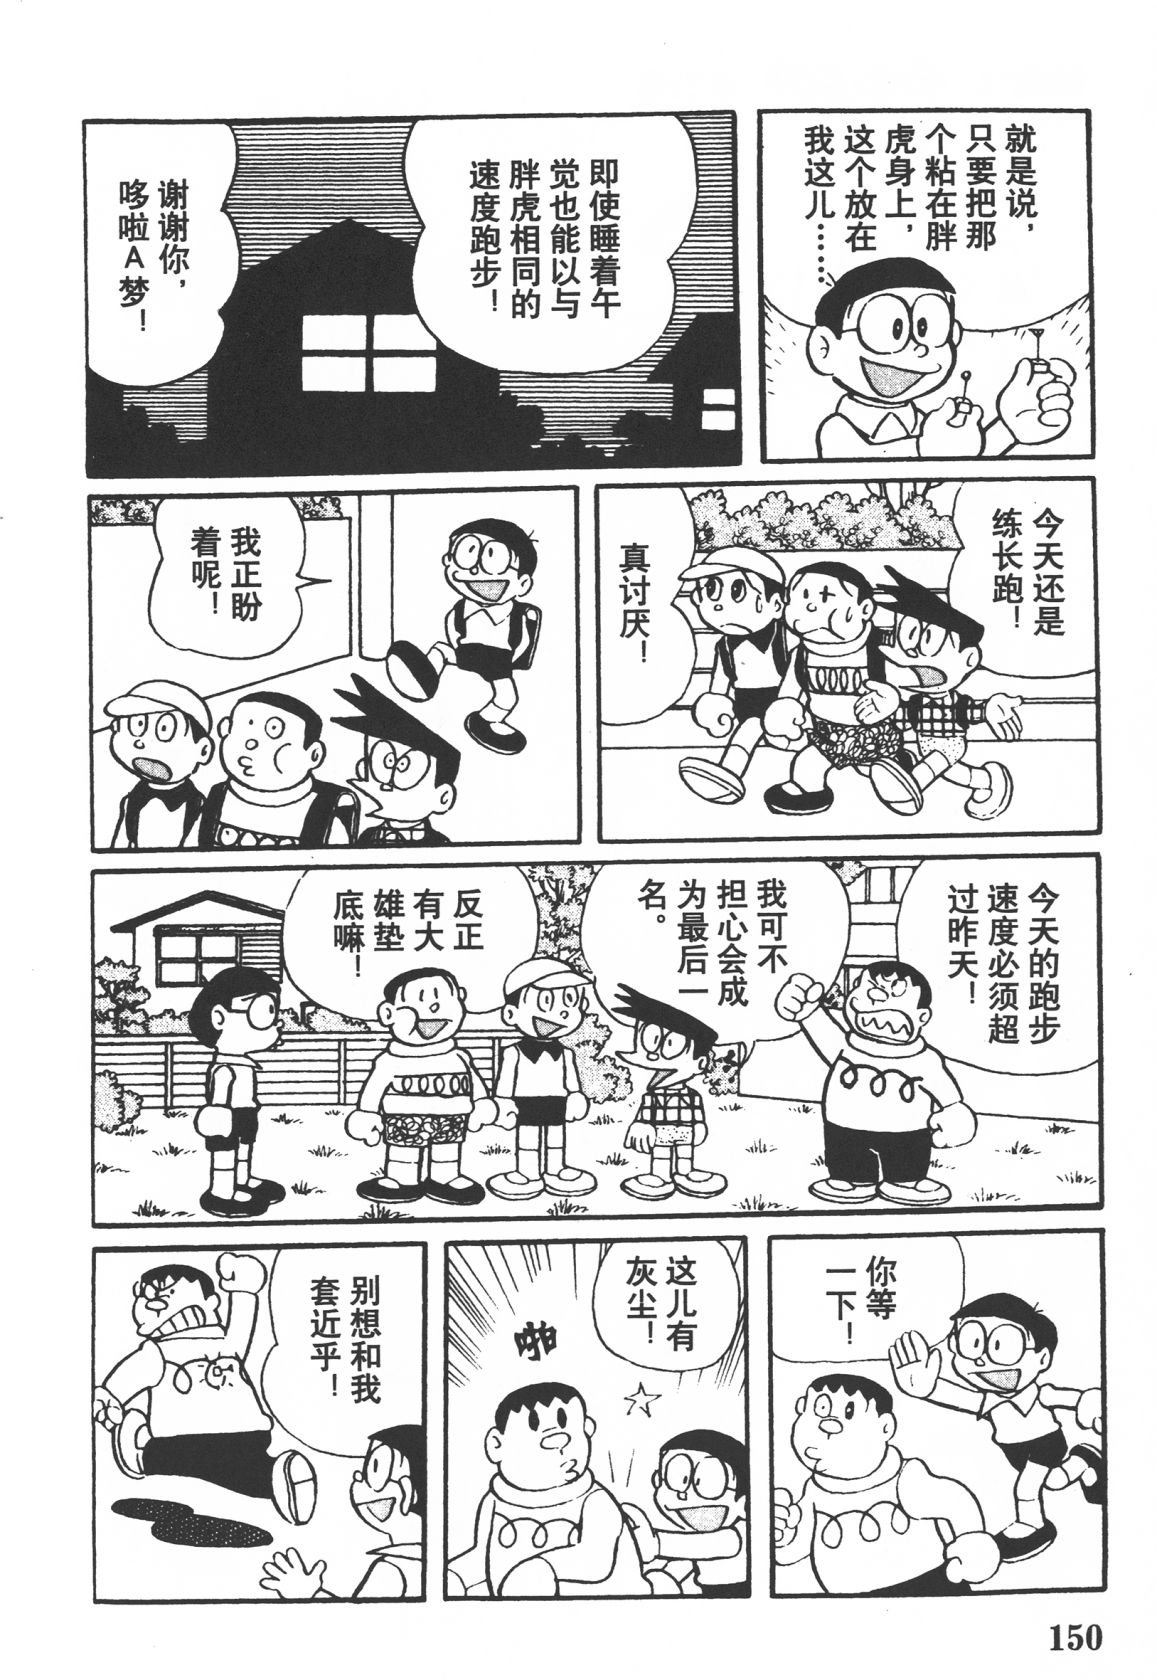 就是说，
只要把那
个粘在胖
虎身上，
这个放在
我这儿……
即使睡着午
觉也能以与
胖虎相同的
速度跑步！
谢谢你，
哆啦A梦！
今天还是
练长跑！
真讨厌！
我正盼
着呢！
今天的跑步
速度必须超
过昨天！
我可不
担心会成
为最后一
名。
反正
有大
雄垫
底嘛！
你等
一下！
这儿有
灰尘！
啪
别想和我
套近乎！
150